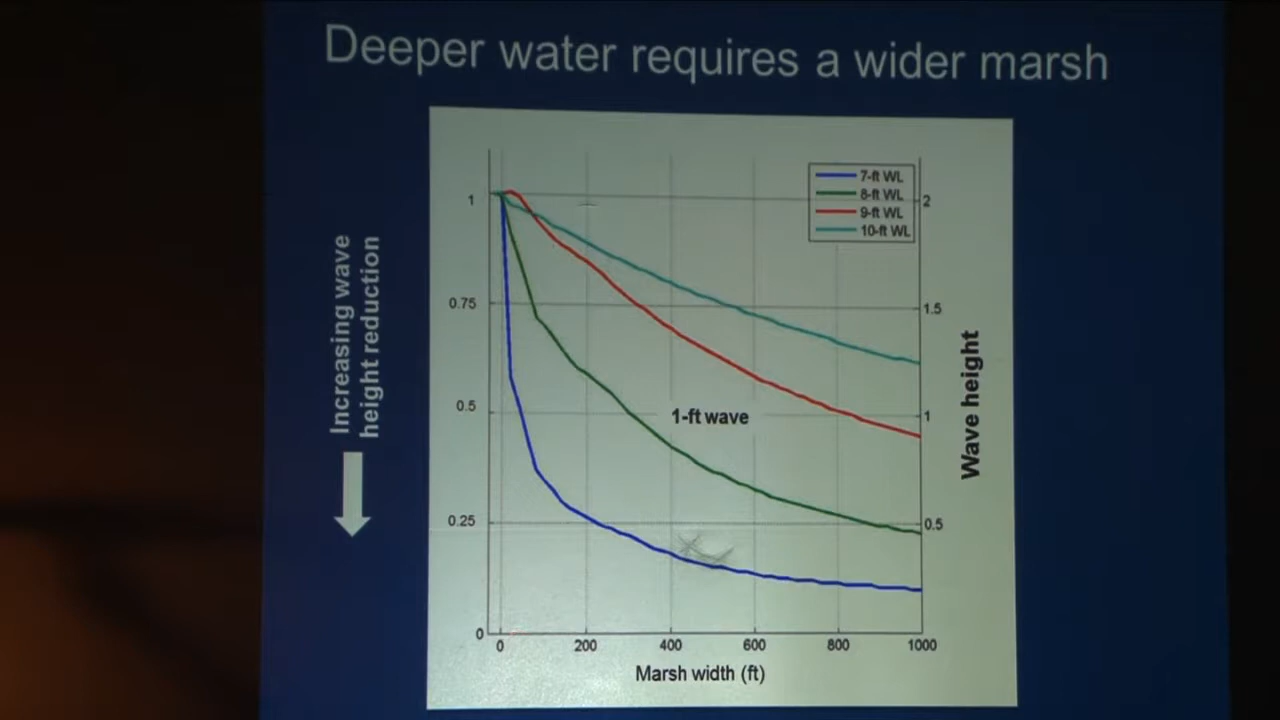 Deeper water requires a wider marsh
Increasing wave
height reduction
1
0.75
0.5
0.25
0
0
200
400
600
800
1000
Marsh width (ft)
2
1.5
1
0.5
Wave height
7-ft WL
8-ft WL
9-ft WL
10-ft WL
1-ft wave